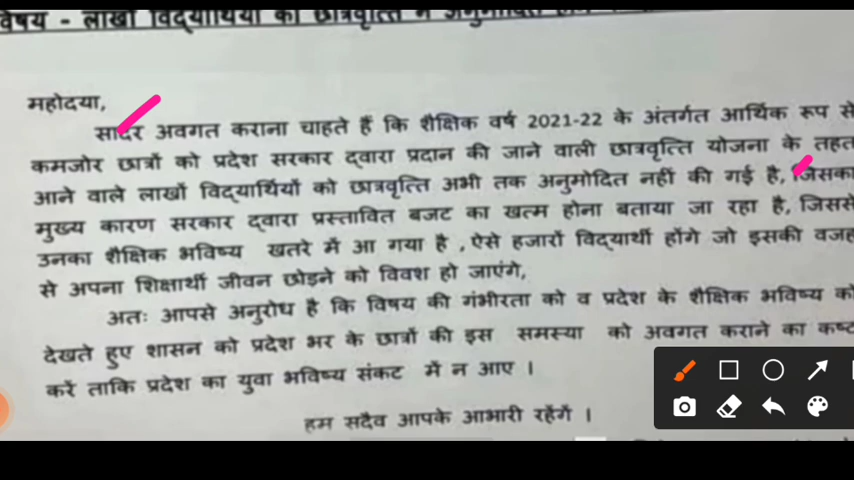 विषय - लाखों विद्यार्थियों की छात्रवृत्ति में अनुमोदित
महोदया,
सादर अवगत कराना चाहते हैं कि शैक्षिक वर्ष 2021-22 के अंतर्गत आर्थिक रूप से
कमजोर छात्रों को प्रदेश सरकार द्वारा प्रदान की जाने वाली छात्रवृत्ति योजना के तहत
आने वाले लाखों विद्यार्थियों को छात्रवृत्ति अभी तक अनुमोदित नहीं की गई है, जिसका
मुख्य कारण सरकार द्वारा प्रस्तावित बजट का खत्म होना बताया जा रहा है, जिससे
उनका शैक्षिक भविष्य खतरे में आ गया है ,ऐसे हजारों विद्यार्थी होंगे जो इसकी वजह
से अपना शिक्षार्थी जीवन छोड़ने को विवश हो जाएंगे,
अतः आपसे अनुरोध है कि विषय की गंभीरता को व प्रदेश के शैक्षिक भविष्य को
देखते हुए शासन को प्रदेश भर के छात्रों की इस समस्या को अवगत कराने का कष्ट
करें ताकि प्रदेश का युवा भविष्य संकट में न आए ।
हम सदैव आपके आभारी रहेंगें ।